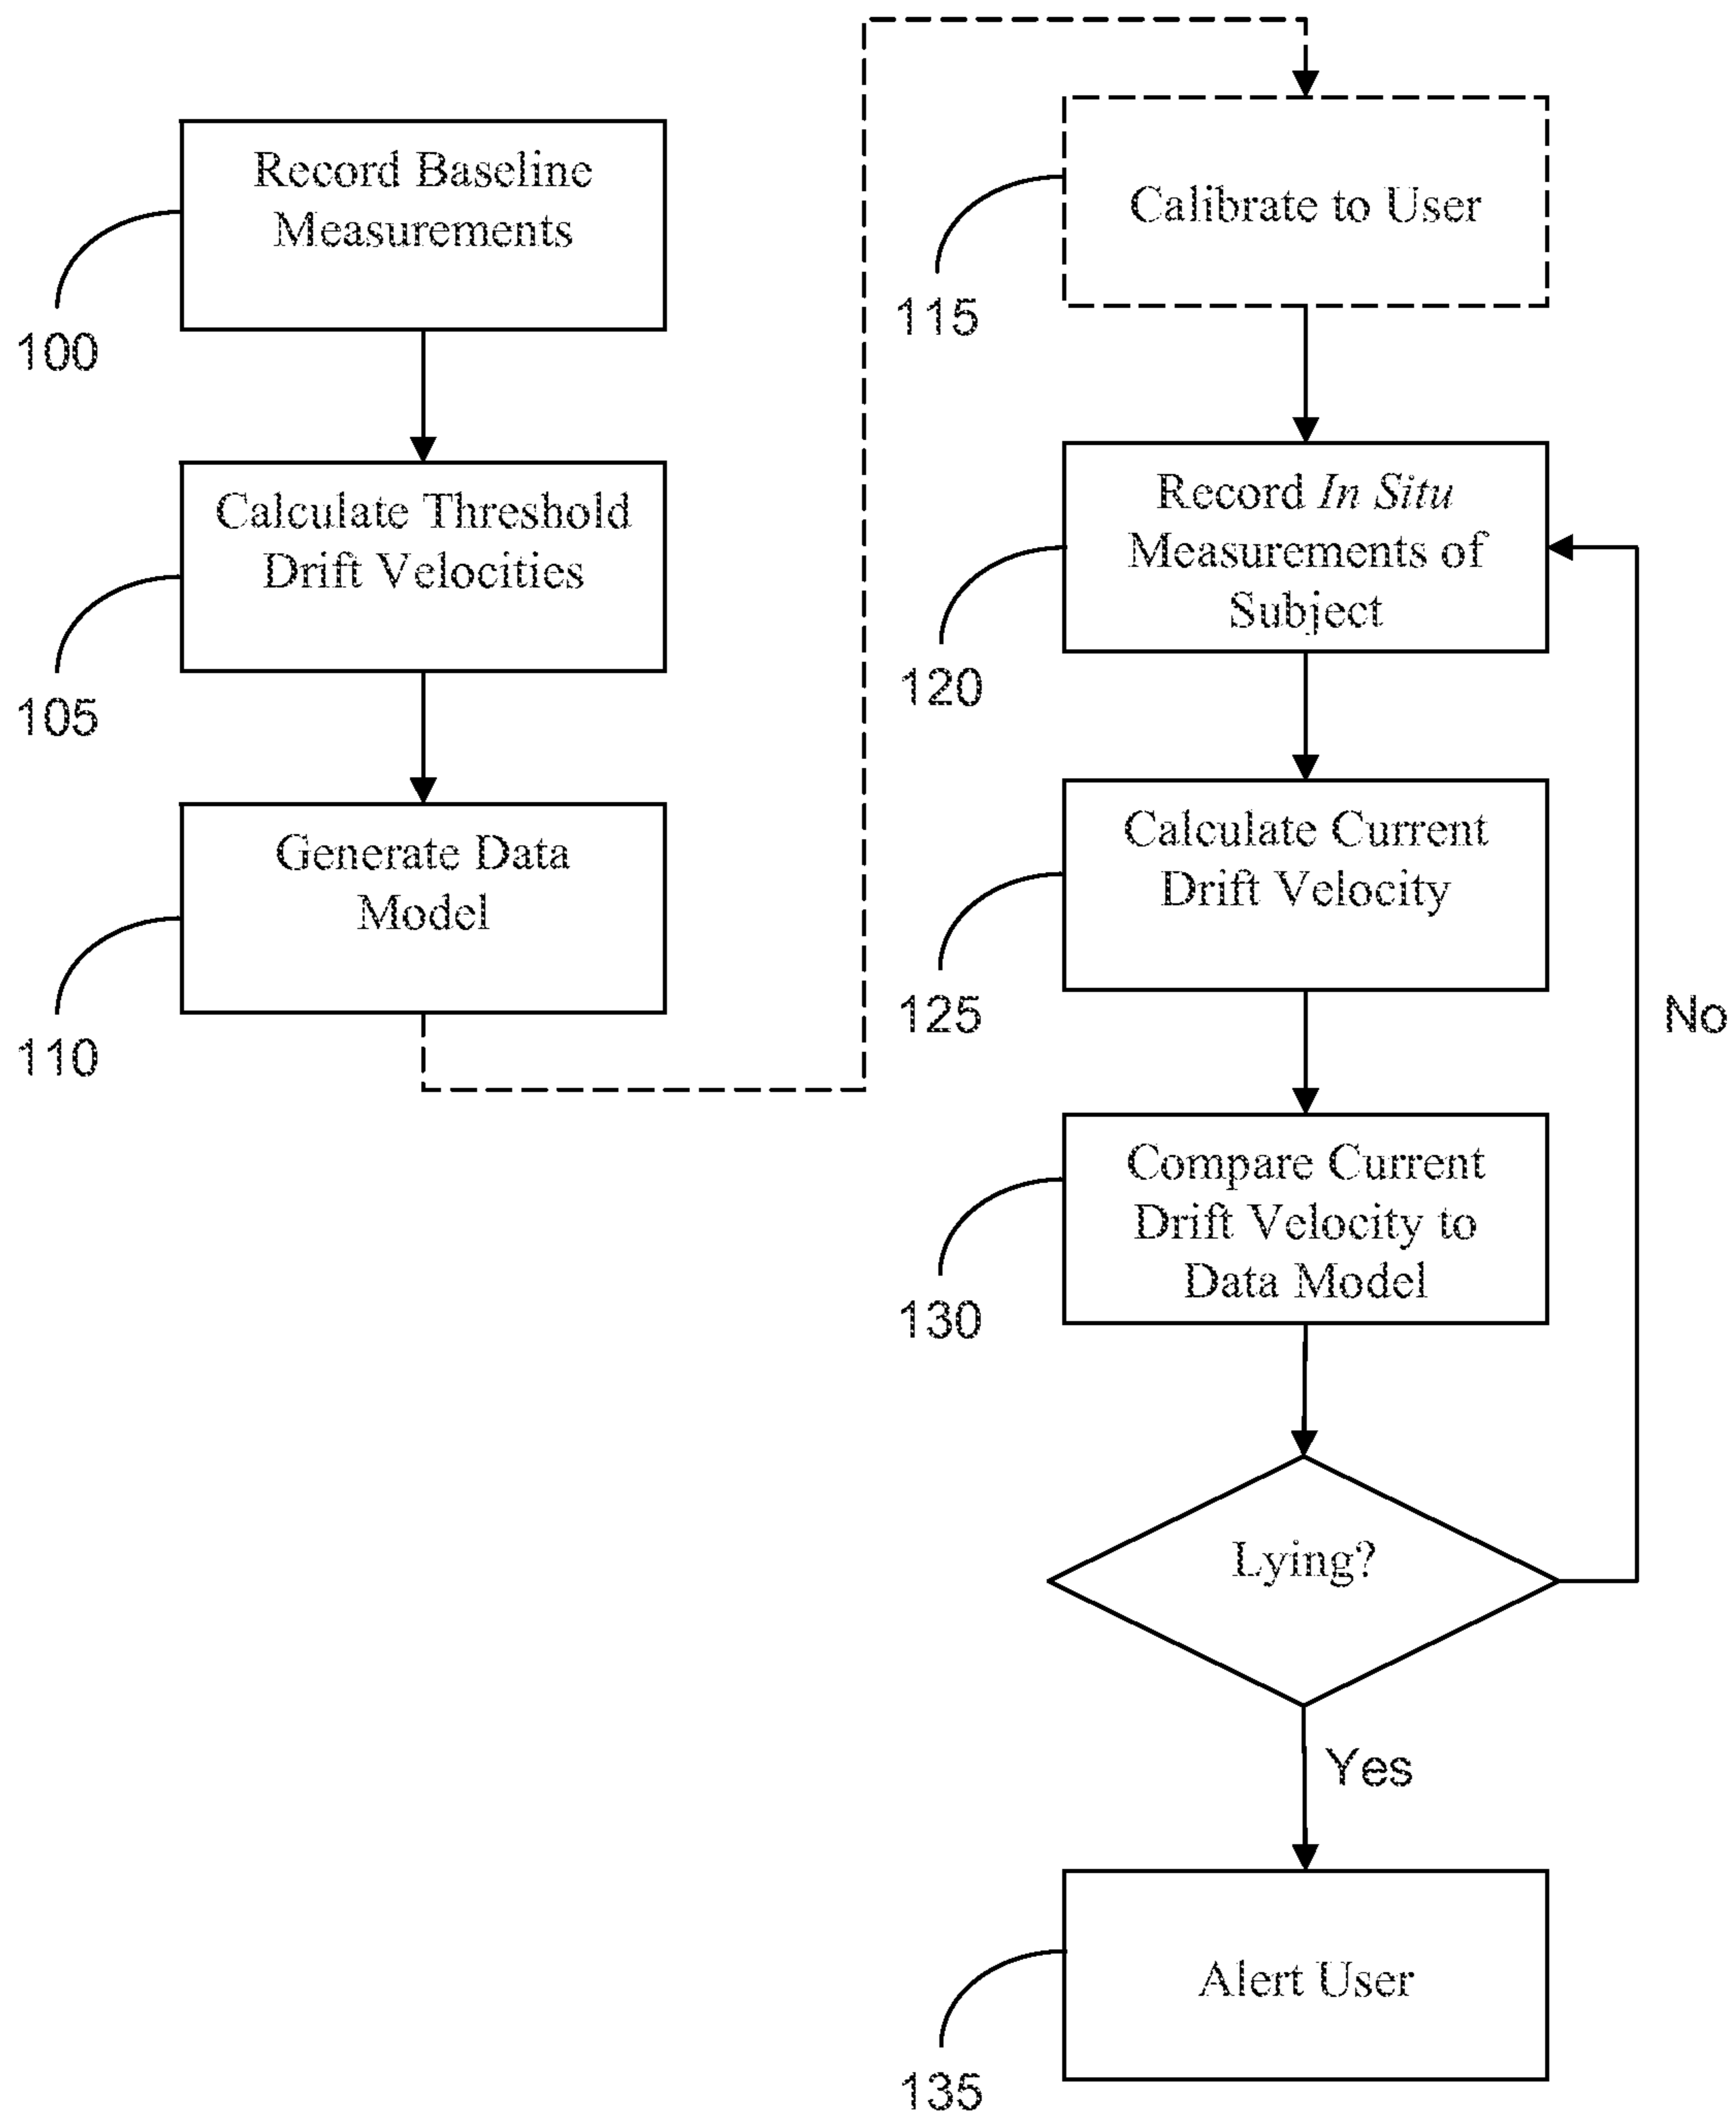 Record Baseline
Measurements
100
Calculate Threshold
Drift Velocities
105
Generate Data
Model
110
Calibrate to User
115
Record In Situ
Measurements of
Subject
120
Calculate Current
Drift Velocity
125
No
Compare Current
Drift Velocity to
Data Model
130
Lying?
Yes
Alert User
135